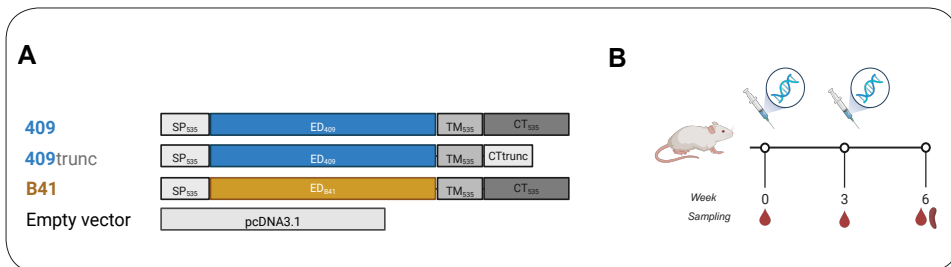 A
B
409
SP535 ED409 TM535 CT535
409trunc
SP535 ED409 TM535 CTtrunc
B41
SP535 EDB41 TM535 CT535
Empty vector
pcDNA3.1
Week 0 3 6
Sampling